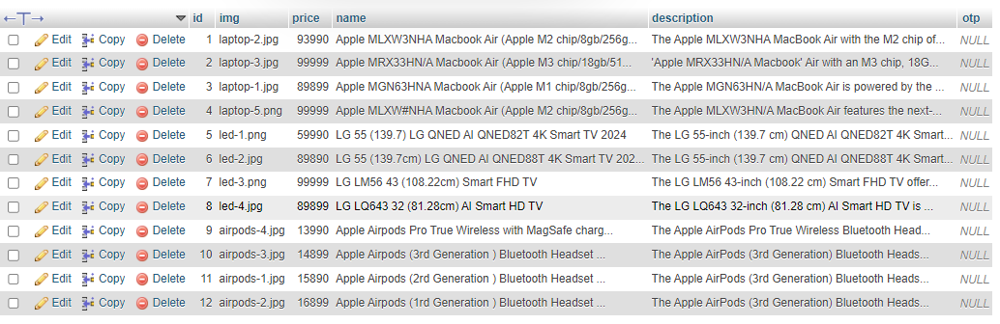 ←T→ id img price name description otp
Edit Copy Delete 1 laptop-2.jpg 93990 Apple MLXW3NHA Macbook Air (Apple M2 chip/8gb/256g... The Apple MLXW3NHA MacBook Air with the M2 chip of... NULL
Edit Copy Delete 2 laptop-3.jpg 99999 Apple MRX33HN/A Macbook Air (Apple M3 chip/18gb/51... 'Apple MRX33HN/A MacBook' Air with an M3 chip, 18G... NULL
Edit Copy Delete 3 laptop-1.jpg 89899 Apple MGN63HNA Macbook Air (Apple M1 chip/8gb/256g... The Apple MGN63HN/A MacBook Air is powered by the ... NULL
Edit Copy Delete 4 laptop-5.png 99999 Apple MLXW#NHA Macbook Air (Apple M2 chip/8gb/256g... The Apple MLXW3HN/A MacBook Air features the next-... NULL
Edit Copy Delete 5 led-1.png 59990 LG 55 (139.7) LG QNED AI QNED82T 4K Smart TV 2024 The LG 55-inch (139.7 cm) QNED AI QNED82T 4K Smart... NULL
Edit Copy Delete 6 led-2.jpg 89890 LG 55 (139.7cm) LG QNED AI QNED88T 4K Smart TV 202... The LG 55-inch (139.7 cm) QNED AI QNED88T 4K Smart... NULL
Edit Copy Delete 7 led-3.png 99999 LG LM56 43 (108.22cm) Smart FHD TV The LG LM56 43-inch (108.22 cm) Smart FHD TV offer... NULL
Edit Copy Delete 8 led-4.jpg 89899 LG LQ643 32 (81.28cm) AI Smart HD TV The LG LQ643 32-inch (81.28 cm) AI Smart HD TV is ... NULL
Edit Copy Delete 9 airpods-4.jpg 13990 Apple Airpods Pro True Wireless with MagSafe charg... The Apple AirPods Pro True Wireless Bluetooth Head... NULL
Edit Copy Delete 10 airpods-3.jpg 14899 Apple Airpods (3rd Generation ) Bluetooth Headset ... The Apple AirPods (3rd Generation) Bluetooth Heads... NULL
Edit Copy Delete 11 airpods-1.jpg 15890 Apple Airpods (2rd Generation ) Bluetooth Headset ... The Apple AirPods (3rd Generation) Bluetooth Heads... NULL
Edit Copy Delete 12 airpods-2.jpg 16899 Apple Airpods (1rd Generation ) Bluetooth Headset ... The Apple AirPods (3rd Generation) Bluetooth Heads... NULL